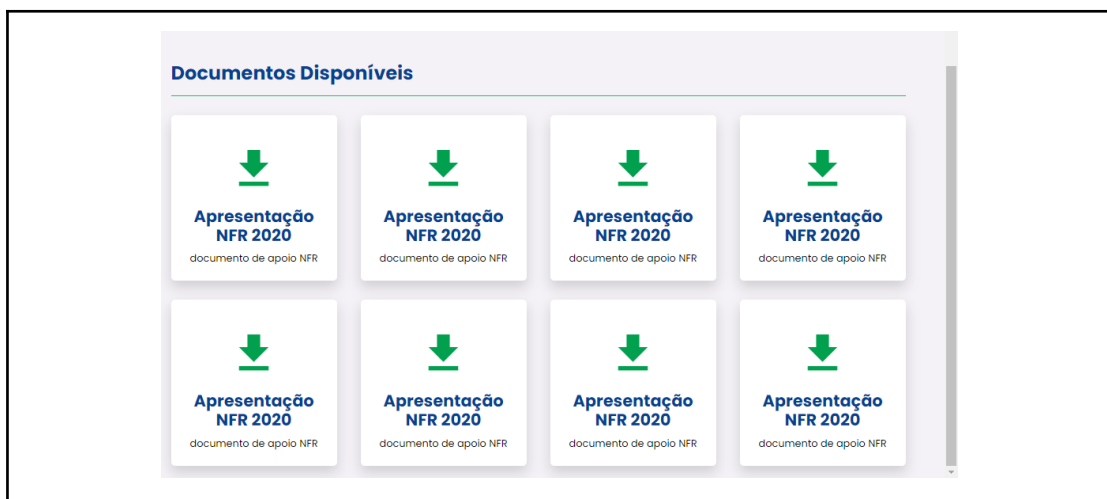 Documentos Disponíveis
Apresentação
NFR 2020
documento de apoio NFR
Apresentação
NFR 2020
documento de apoio NFR
Apresentação
NFR 2020
documento de apoio NFR
Apresentação
NFR 2020
documento de apoio NFR
Apresentação
NFR 2020
documento de apoio NFR
Apresentação
NFR 2020
documento de apoio NFR
Apresentação
NFR 2020
documento de apoio NFR
Apresentação
NFR 2020
documento de apoio NFR